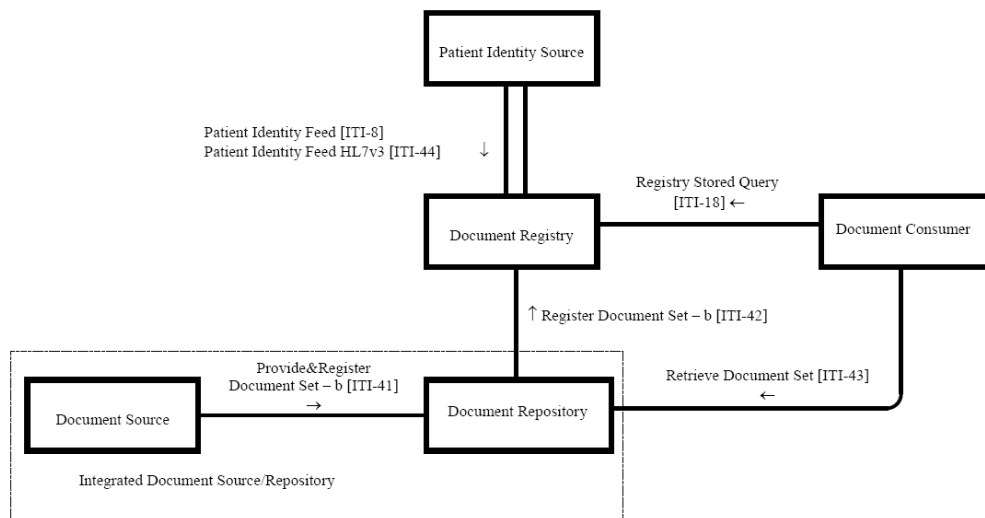 Patient Identity Source
Patient Identity Feed [ITI-8]
Patient Identity Feed HL7v3 [ITI-44] ↓
Registry Stored Query
[ITI-18] ←
Document Registry
Document Consumer
↑ Register Document Set – b [ITI-42]
Provide&Register
Document Set – b [ITI-41]
→
Retrieve Document Set [ITI-43]
←
Document Source
Document Repository
Integrated Document Source/Repository